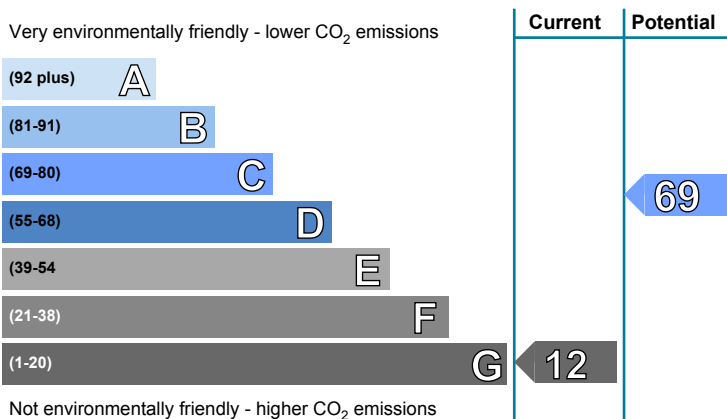 Current Potential
Very environmentally friendly - lower CO₂ emissions
(92 plus) A
(81-91) B
(69-80) C
69
(55-68) D
(39-54 E
(21-38) F
(1-20) G 12
Not environmentally friendly - higher CO₂ emissions